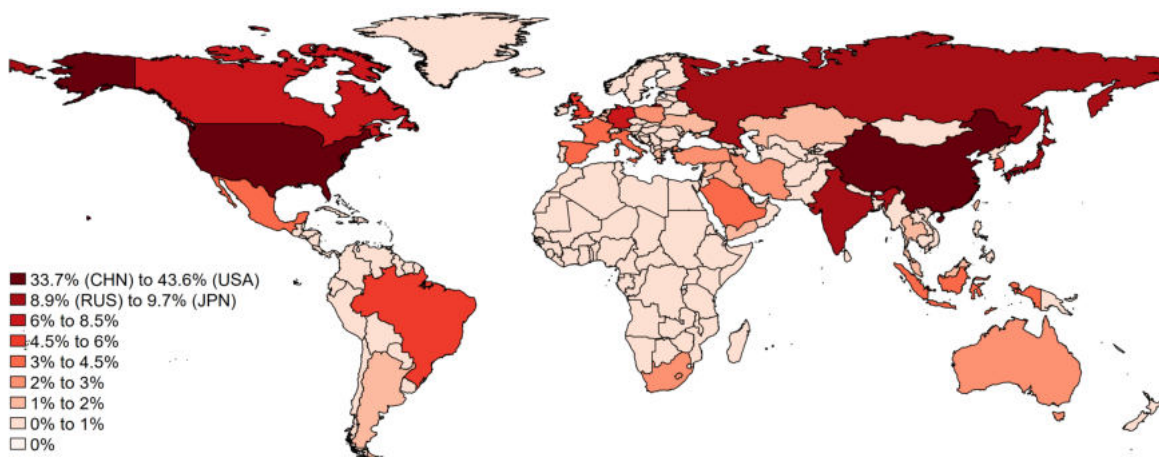 33.7% (CHN) to 43.6% (USA)
8.9% (RUS) to 9.7% (JPN)
6% to 8.5%
4.5% to 6%
3% to 4.5%
2% to 3%
1% to 2%
0% to 1%
0%